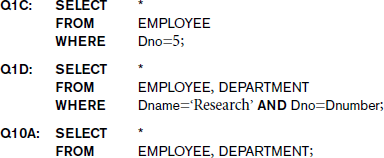 Q1C: SELECT *
FROM EMPLOYEE
WHERE Dno=5;
Q1D: SELECT *
FROM EMPLOYEE, DEPARTMENT
WHERE Dname=‘Research’ AND Dno=Dnumber;
Q10A: SELECT *
FROM EMPLOYEE, DEPARTMENT;